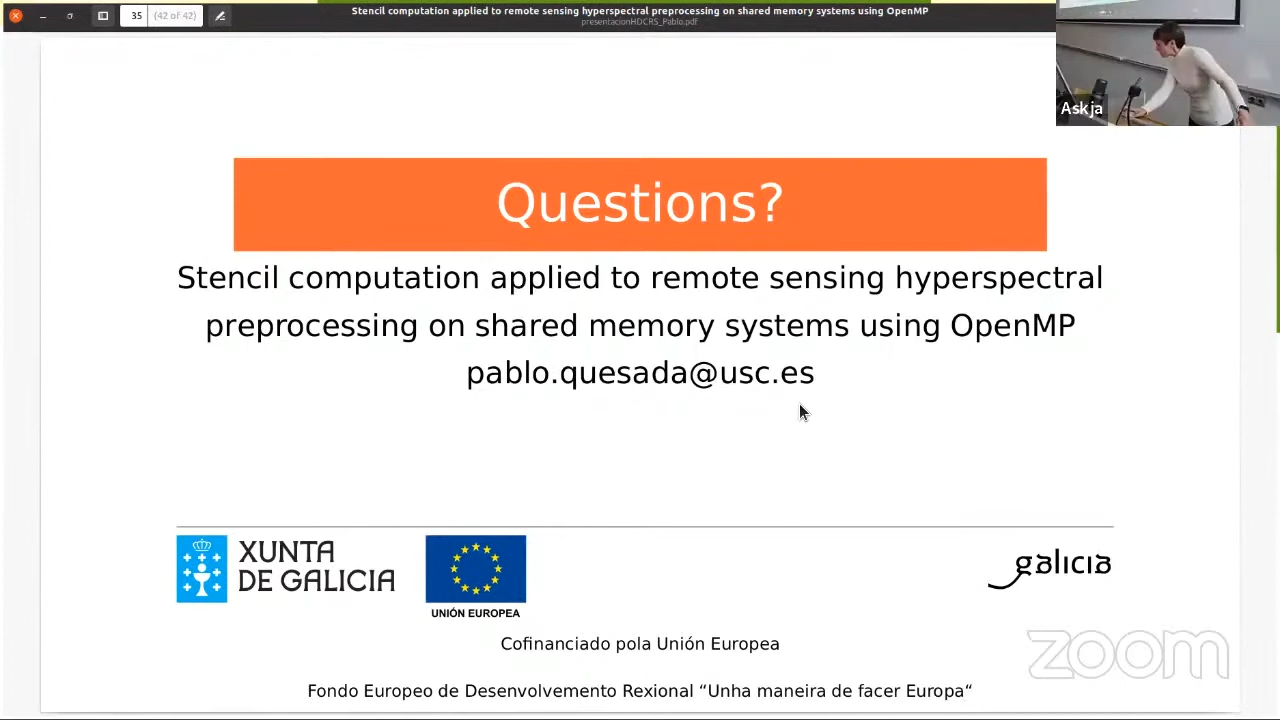 Stencil computation applied to remote sensing hyperspectral preprocessing on shared memory systems using OpenMP
presentacionHDCRS_Pablo.pdf
35 (42 of 42)
Askja
Questions?
Stencil computation applied to remote sensing hyperspectral
preprocessing on shared memory systems using OpenMP
pablo.quesada@usc.es
XUNTA
DE GALICIA
UNIÓN EUROPEA
galicia
Cofinanciado pola Unión Europea
zoom
Fondo Europeo de Desenvolvemento Rexional “Unha maneira de facer Europa“